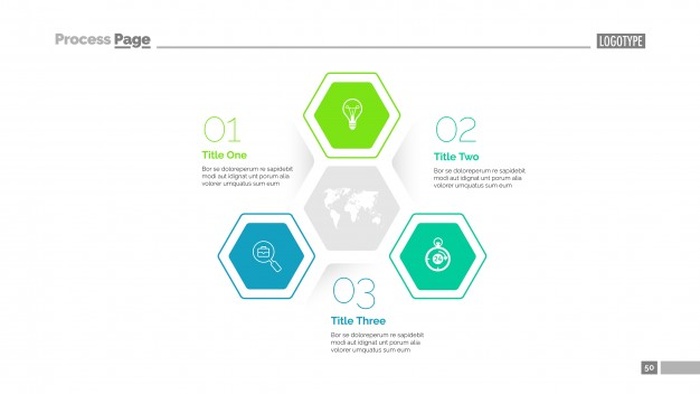 Process Page
LOGOTYPE
01
Title One
Bor se doloreperum re sapidebit
modi aut idignat unt porum alia
volorer umquatus sum eum
02
Title Two
Bor se doloreperum re sapidebit
modi aut idignat unt porum alia
volorer umquatus sum eum
24
03
Title Three
Bor se doloreperum re sapidebit
modi aut idignat unt porum alia
volorer umquatus sum eum
50